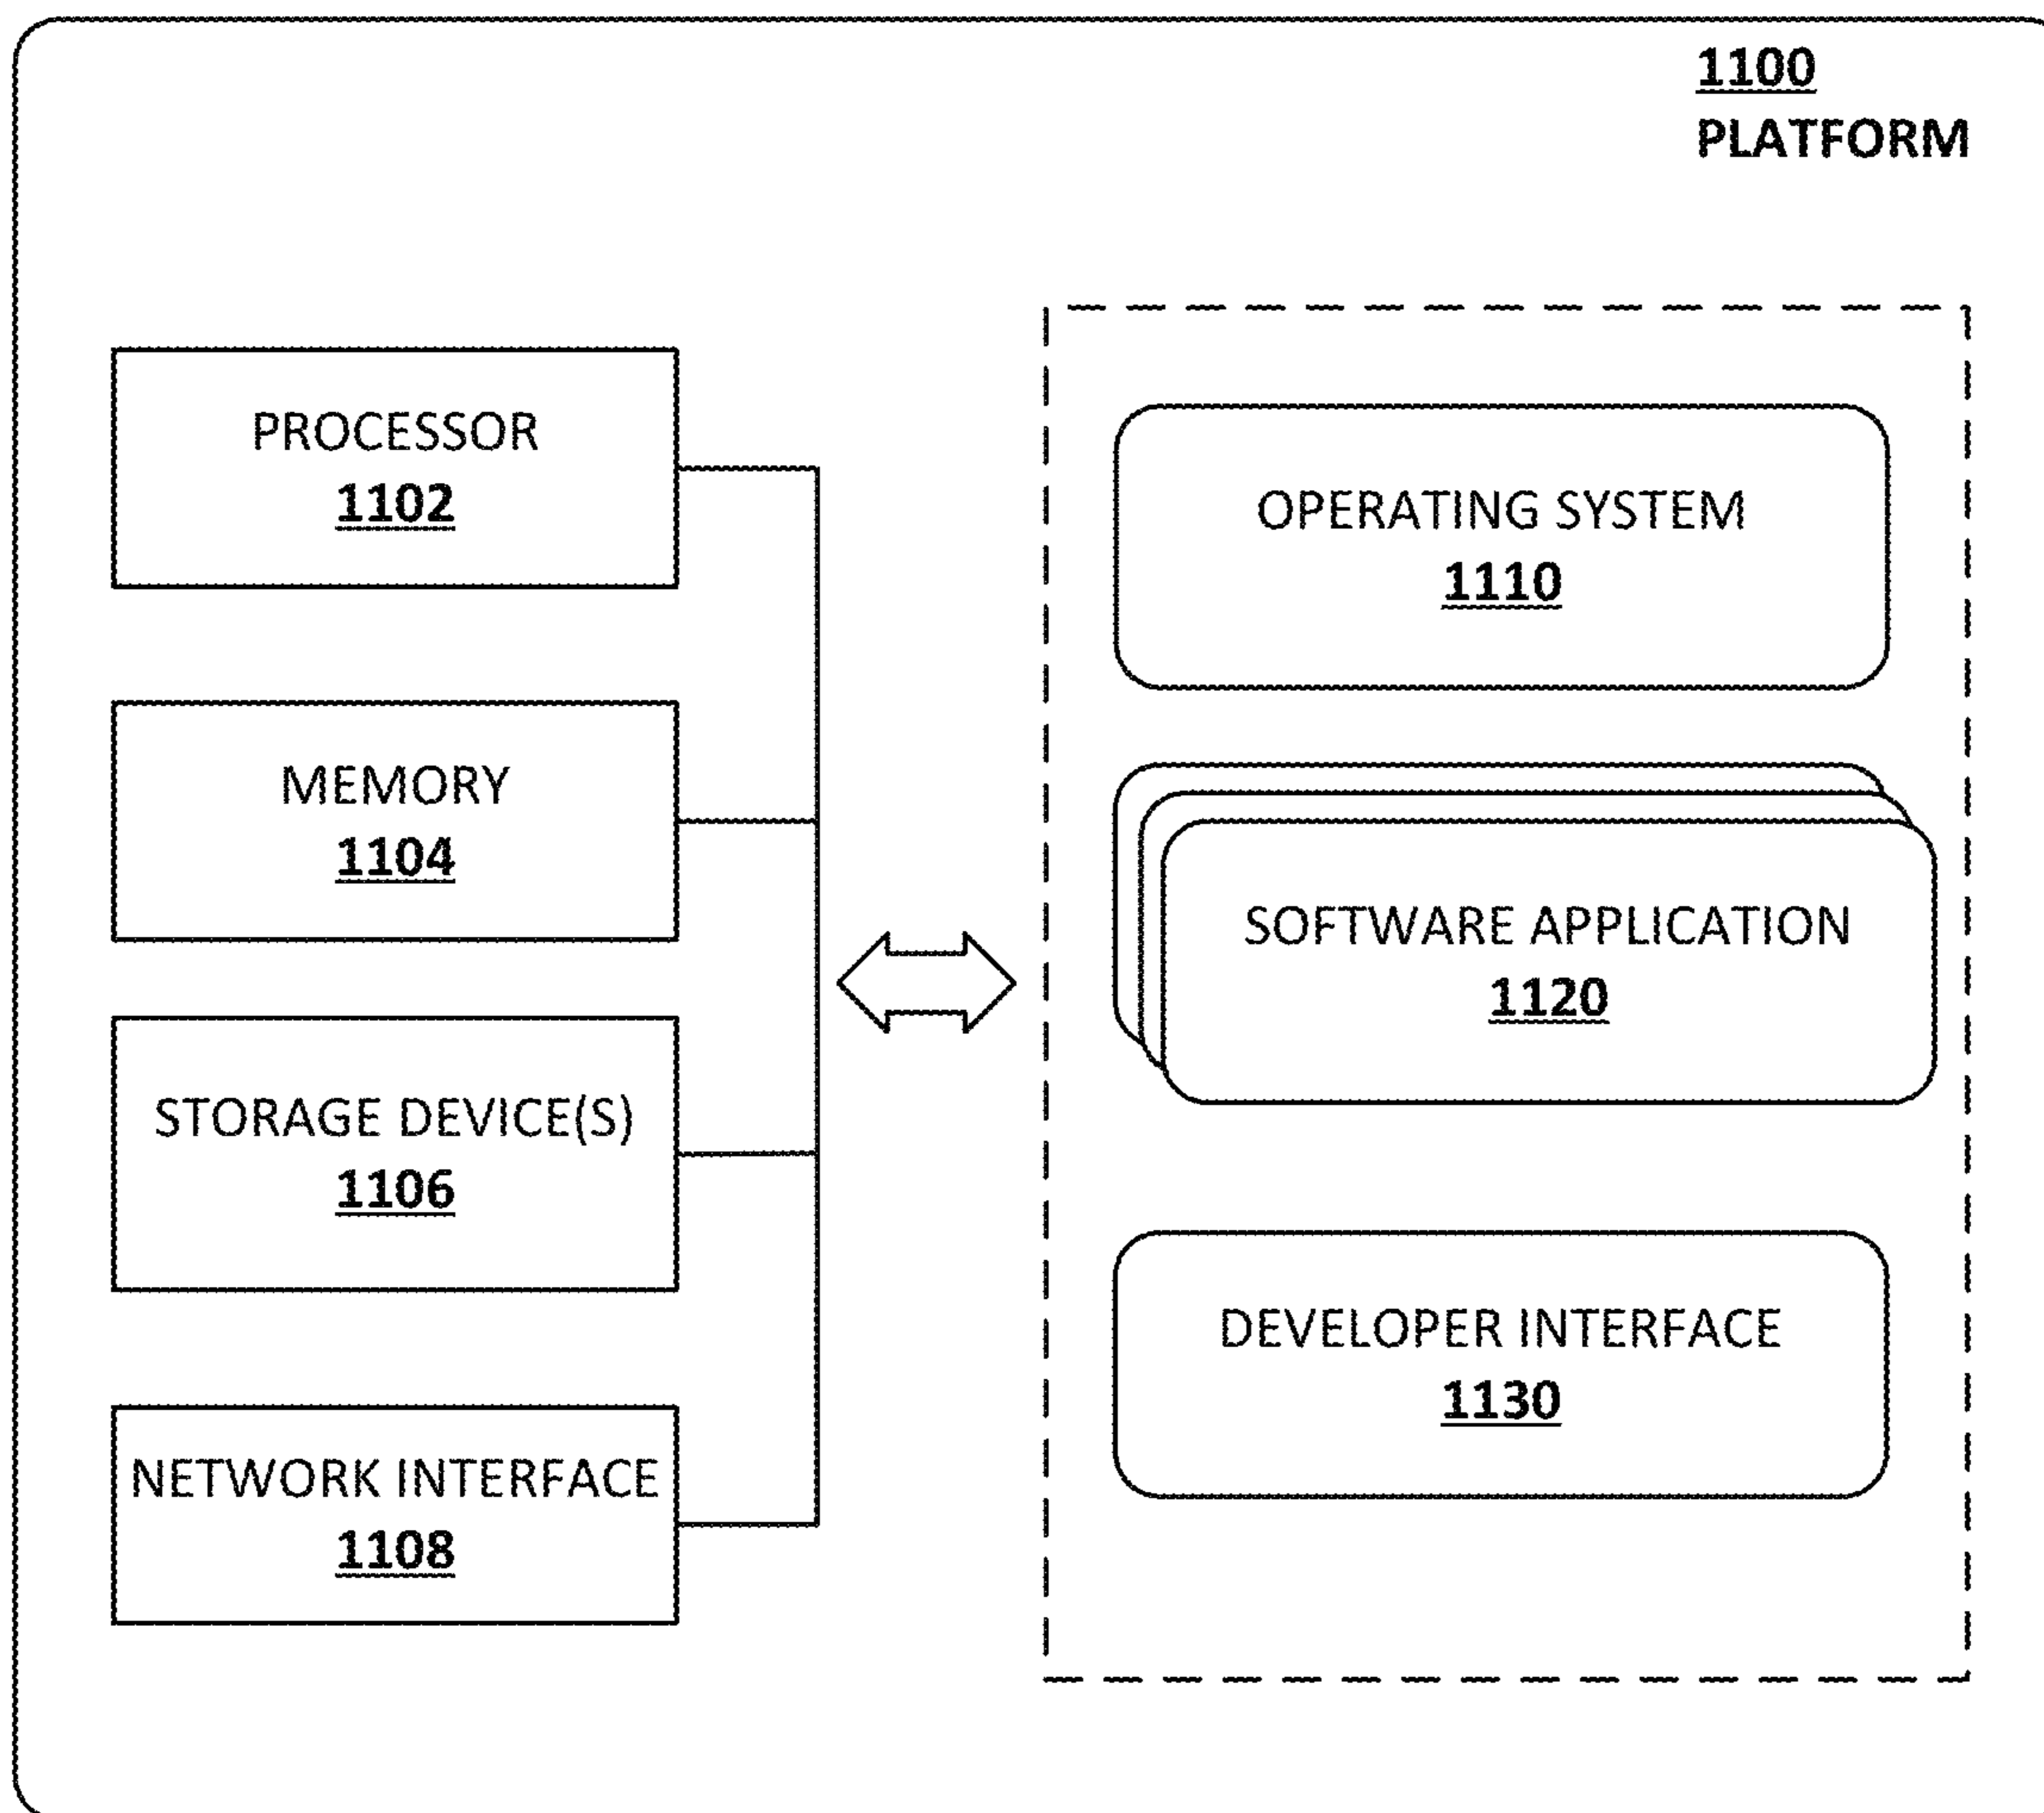 1100
PLATFORM
PROCESSOR
1102
MEMORY
1104
STORAGE DEVICE(S)
1106
NETWORK INTERFACE
1108
OPERATING SYSTEM
1110
SOFTWARE APPLICATION
1120
DEVELOPER INTERFACE
1130